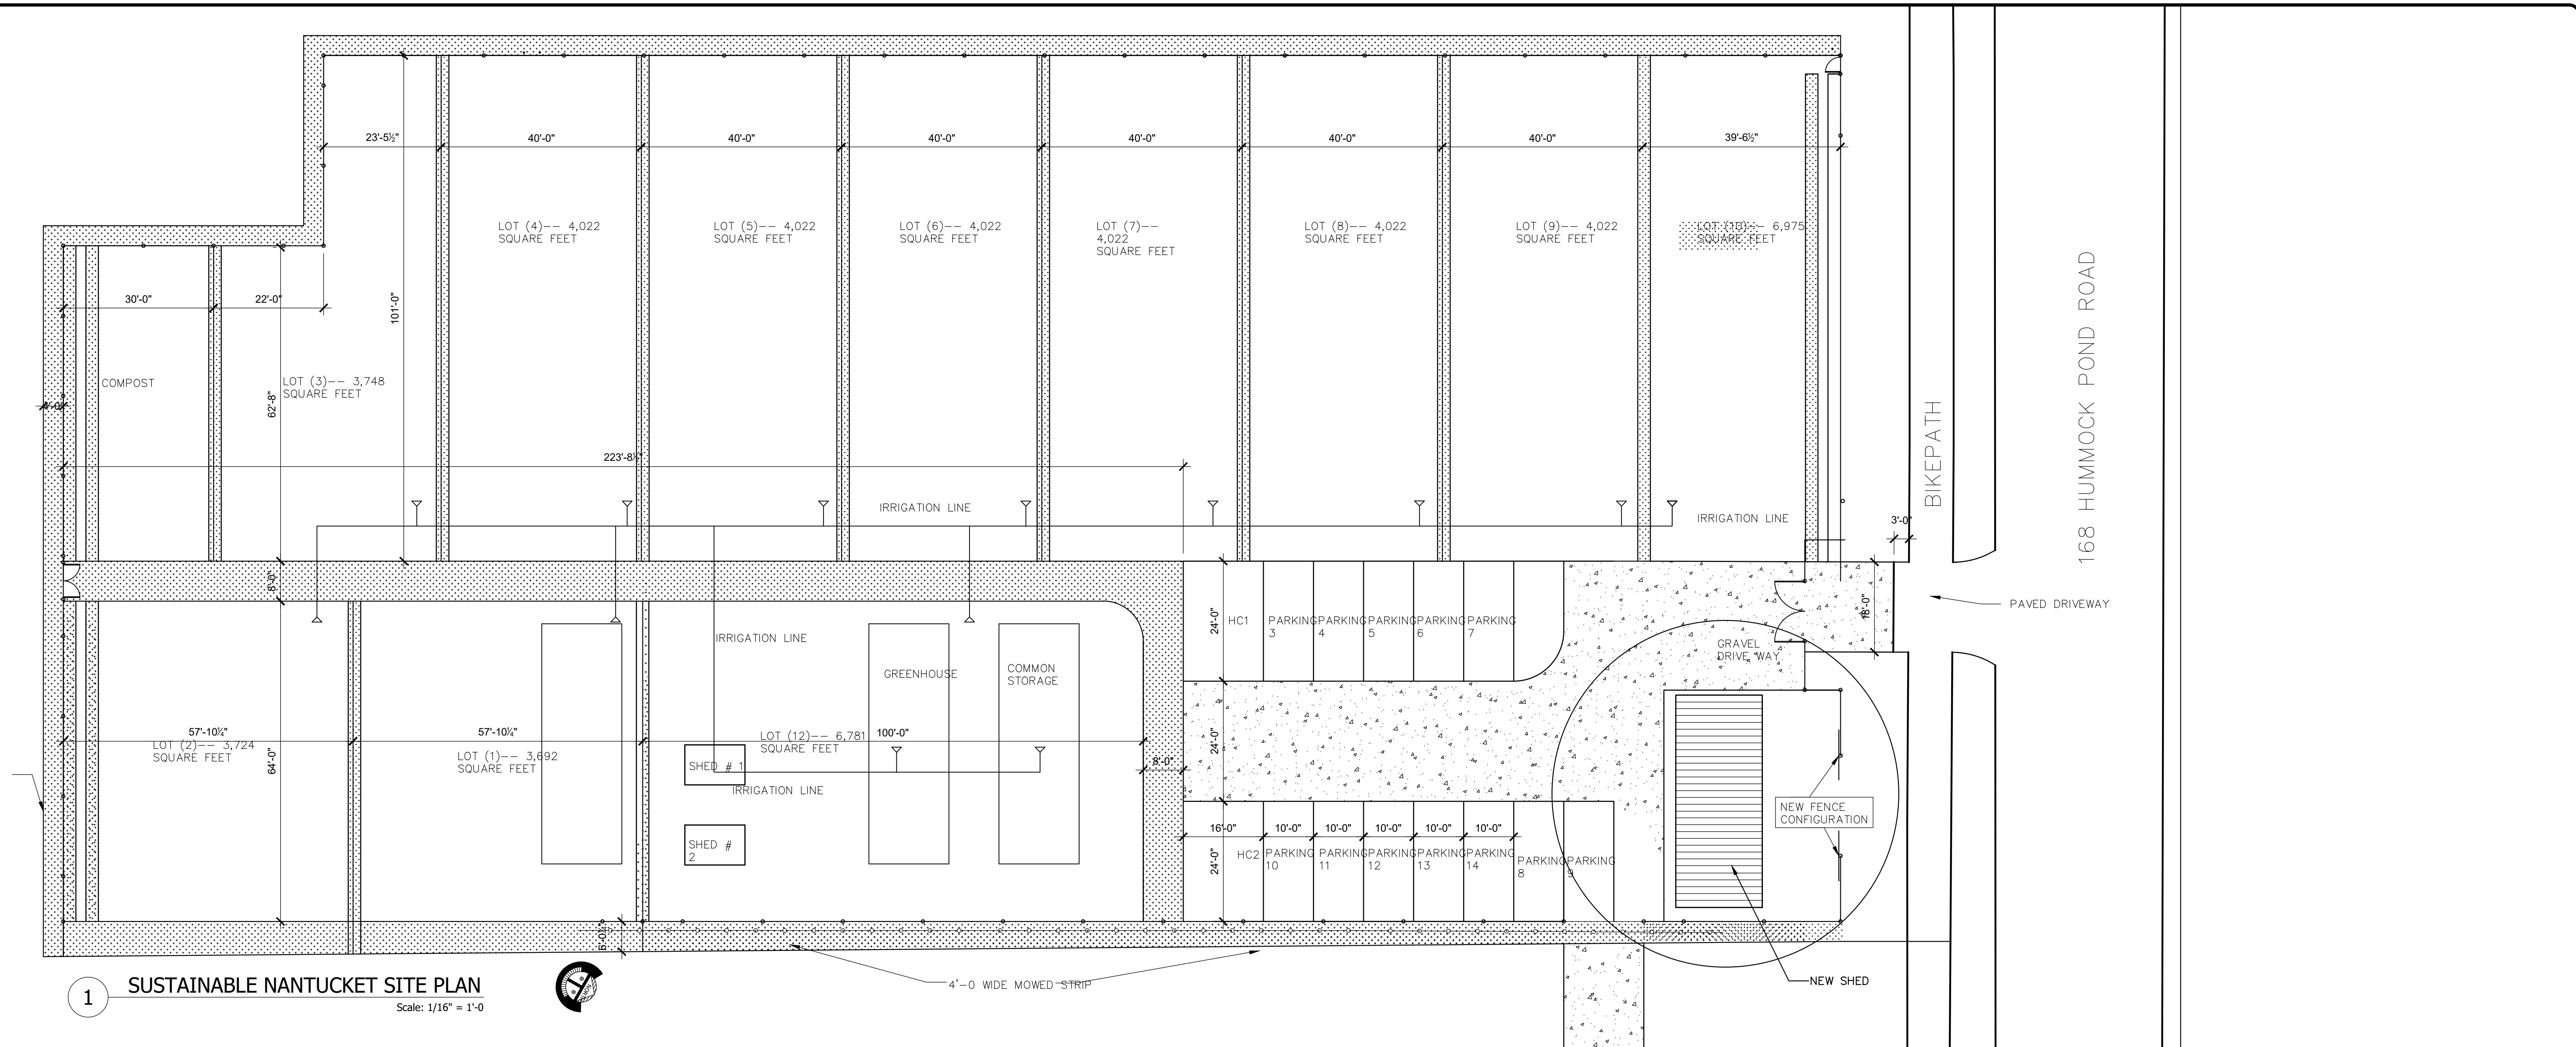 23'-5½"
40'-0"
40'-0"
40'-0"
40'-0"
40'-0"
40'-0"
39'-6½"
LOT (4)-- 4,022
SQUARE FEET
LOT (5)-- 4,022
SQUARE FEET
LOT (6)-- 4,022
SQUARE FEET
LOT (7)--
4,022
SQUARE FEET
LOT (8)-- 4,022
SQUARE FEET
LOT (9)-- 4,022
SQUARE FEET
LOT (10)-- 6,975
SQUARE FEET
30'-0"
22'-0"
101'-0"
COMPOST
LOT (3)-- 3,748
SQUARE FEET
62'-8"
4'-0"
223'-8½"
IRRIGATION LINE
IRRIGATION LINE
3'-0"
BIKEPATH
168 HUMMOCK POND ROAD
8'-0"
24'-0"
HC1
PARKING
3
PARKING
4
PARKING
5
PARKING
6
PARKING
7
18'-0"
PAVED DRIVEWAY
GRAVEL
DRIVE WAY
IRRIGATION LINE
GREENHOUSE
COMMON
STORAGE
57'-10¼"
57'-10¼"
100'-0"
LOT (2)-- 3,724
SQUARE FEET
64'-0"
LOT (1)-- 3,692
SQUARE FEET
LOT (12)-- 6,781
SQUARE FEET
SHED # 1
IRRIGATION LINE
8'-0"
24'-0"
SHED #
2
16'-0"
10'-0"
10'-0"
10'-0"
10'-0"
10'-0"
24'-0"
HC2
PARKING
10
PARKING
11
PARKING
12
PARKING
13
PARKING
14
PARKING
8
PARKING
9
NEW FENCE
CONFIGURATION
NEW SHED
4'-0 WIDE MOWED STRIP
1
SUSTAINABLE NANTUCKET SITE PLAN
Scale: 1/16" = 1'-0